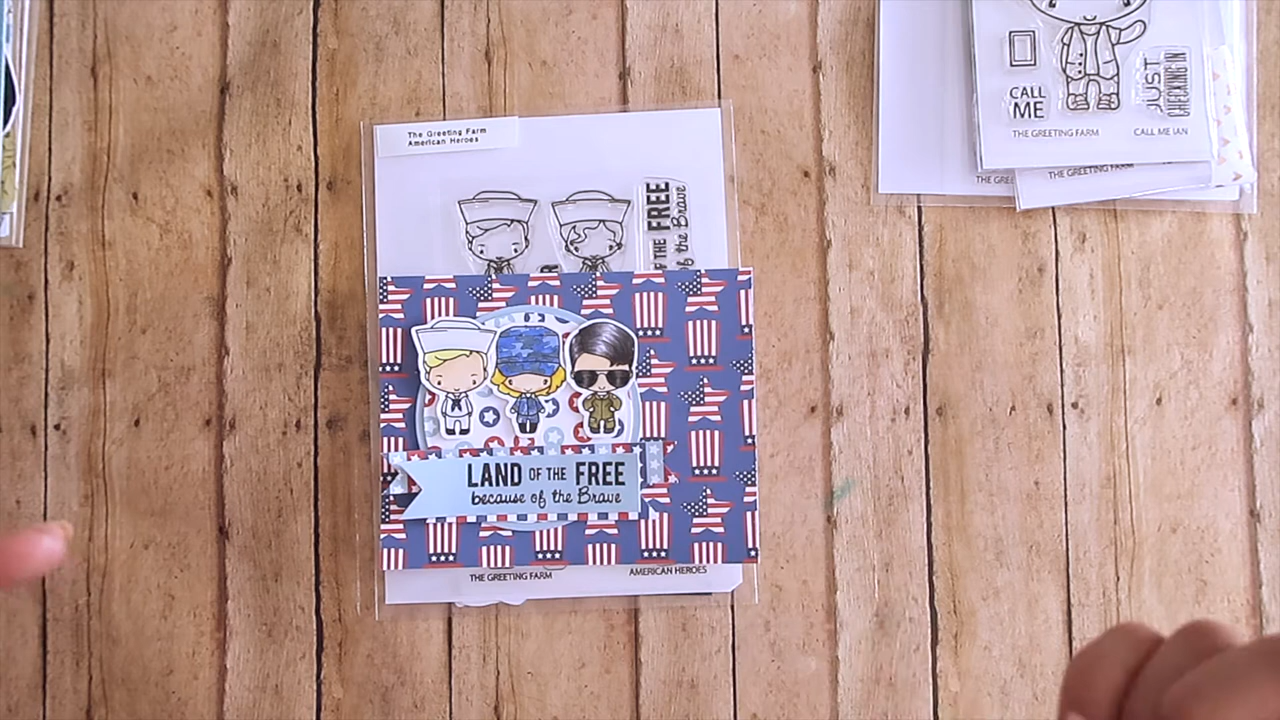 The Greeting Farm
American Heroes
OF THE FREE
of the Brave
LAND OF THE FREE
because of the Brave
THE GREETING FARM
AMERICAN HEROES
CALL
ME
JUST
CHECKING IN
THE GREETING FARM
CALL ME IAN
THE GREE
THE GREETING FARM